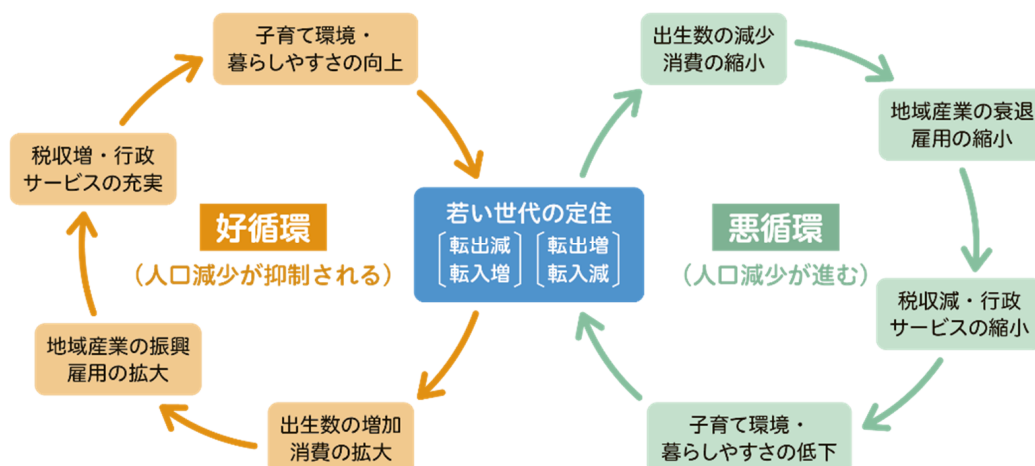 子育て環境・
暮らしやすさの向上
税収増・行政
サービスの充実
好循環
(人口減少が抑制される)
地域産業の振興
雇用の拡大
出生数の増加
消費の拡大
若い世代の定住
転出減
転入増
転出増
転入減
出生数の減少
消費の縮小
地域産業の衰退
雇用の縮小
悪循環
(人口減少が進む)
税収減・行政
サービスの縮小
子育て環境・
暮らしやすさの低下